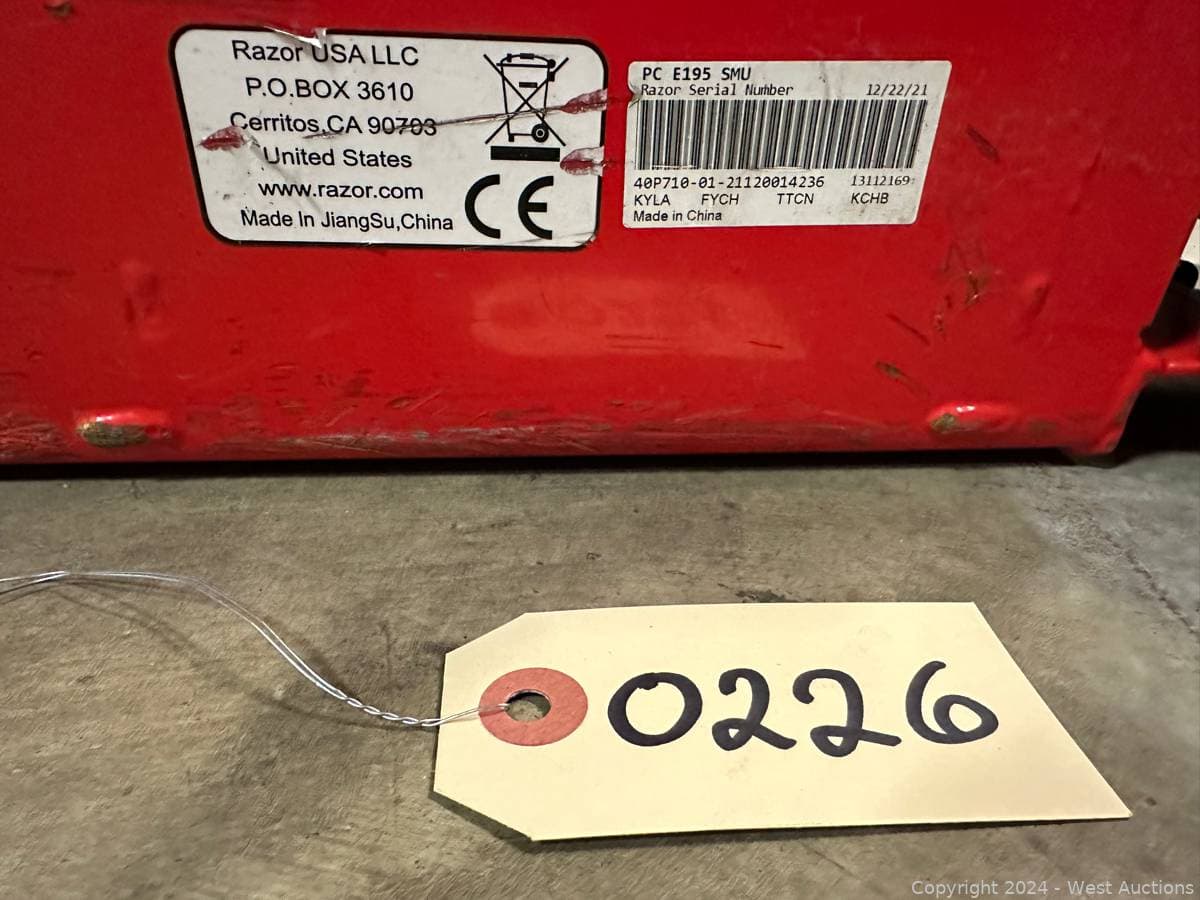 Razor USA LLC
P.O.BOX 3610
Cerritos,CA 90703
United States
www.razor.com
Made In JiangSu,China
CE
PC E195 SMU
Razor Serial Number 12/22/21
40P710-01-21120014236 13112169
KYLA FYCH TTCN KCHB
Made in China
0226
Copyright 2024 - West Auctions